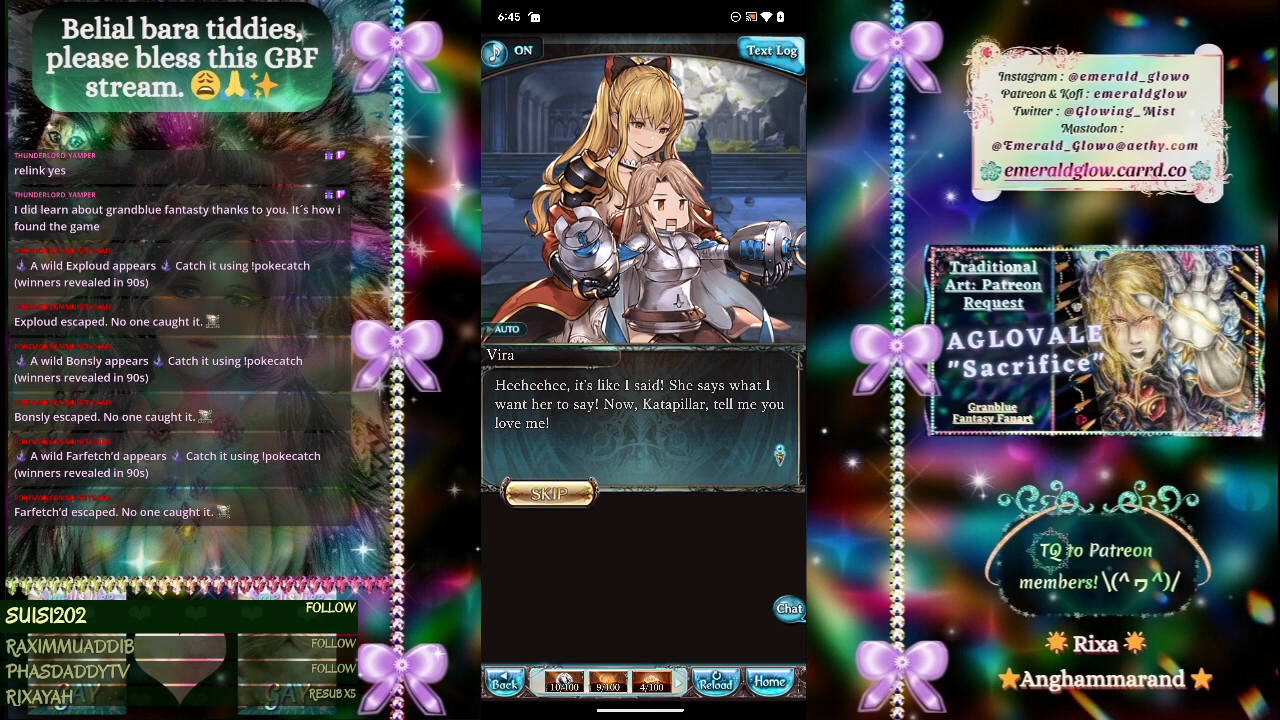 Belial bara tiddies,
please bless this GBF
stream. 😩🙏✨
THUNDERLORD YAMPER
relink yes
THUNDERLORD YAMPER
I did learn about grandblue fantasty thanks to you. It´s how i
found the game
A wild Exploud appears Catch it using !pokecatch
(winners revealed in 90s)
Exploud escaped. No one caught it.
A wild Bonsly appears Catch it using !pokecatch
(winners revealed in 90s)
Bonsly escaped. No one caught it.
A wild Farfetch'd appears Catch it using !pokecatch
(winners revealed in 90s)
Farfetch'd escaped. No one caught it.
SUISI202 FOLLOW
RAXIMMUADDIB FOLLOW
PHASDADDYTV FOLLOW
RIXAYAH RESUB X5
6:45
ON
Text Log
AUTO
Vira
Heeheehee, it's like I said! She says what I
want her to say! Now, Katapillar, tell me you
love me!
SKIP
Chat
Back
10/100
9/100
4/100
Reload
Home
Instagram : @emerald_glowo
Patreon & Kofi : emeraldglow
Twitter : @Glowing_Mist
Mastodon :
@Emerald_Glowo@aethy.com
emeraldglow.carrd.co
Traditional
Art: Patreon
Request
AGLOVALE
"Sacrifice"
Granblue
Fantasy Fanart
TQ to Patreon
members! \(^ヮ^)/
Rixa
Anghammarand